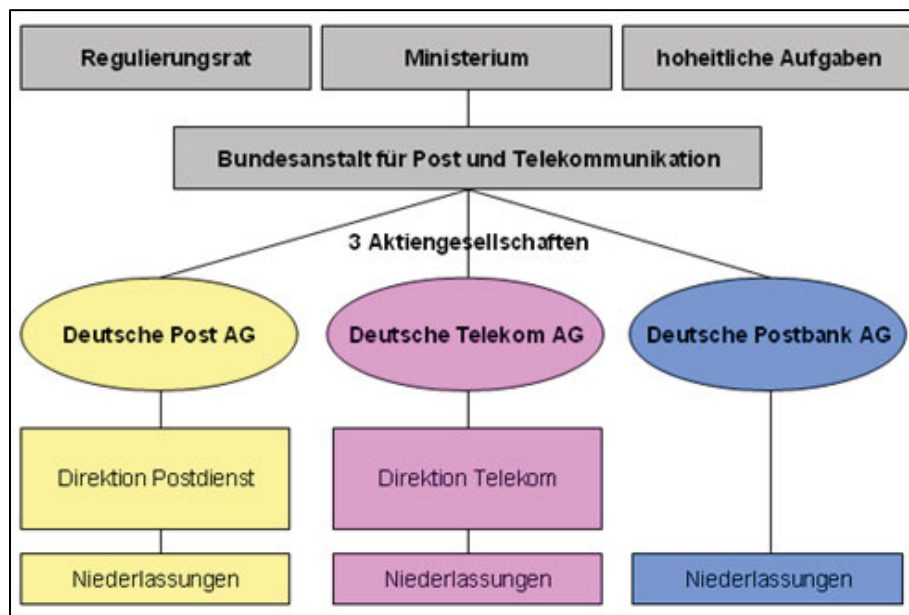 Regulierungsrat
Ministerium
hoheitliche Aufgaben
Bundesanstalt für Post und Telekommunikation
3 Aktiengesellschaften
Deutsche Post AG
Deutsche Telekom AG
Deutsche Postbank AG
Direktion Postdienst
Direktion Telekom
Niederlassungen
Niederlassungen
Niederlassungen